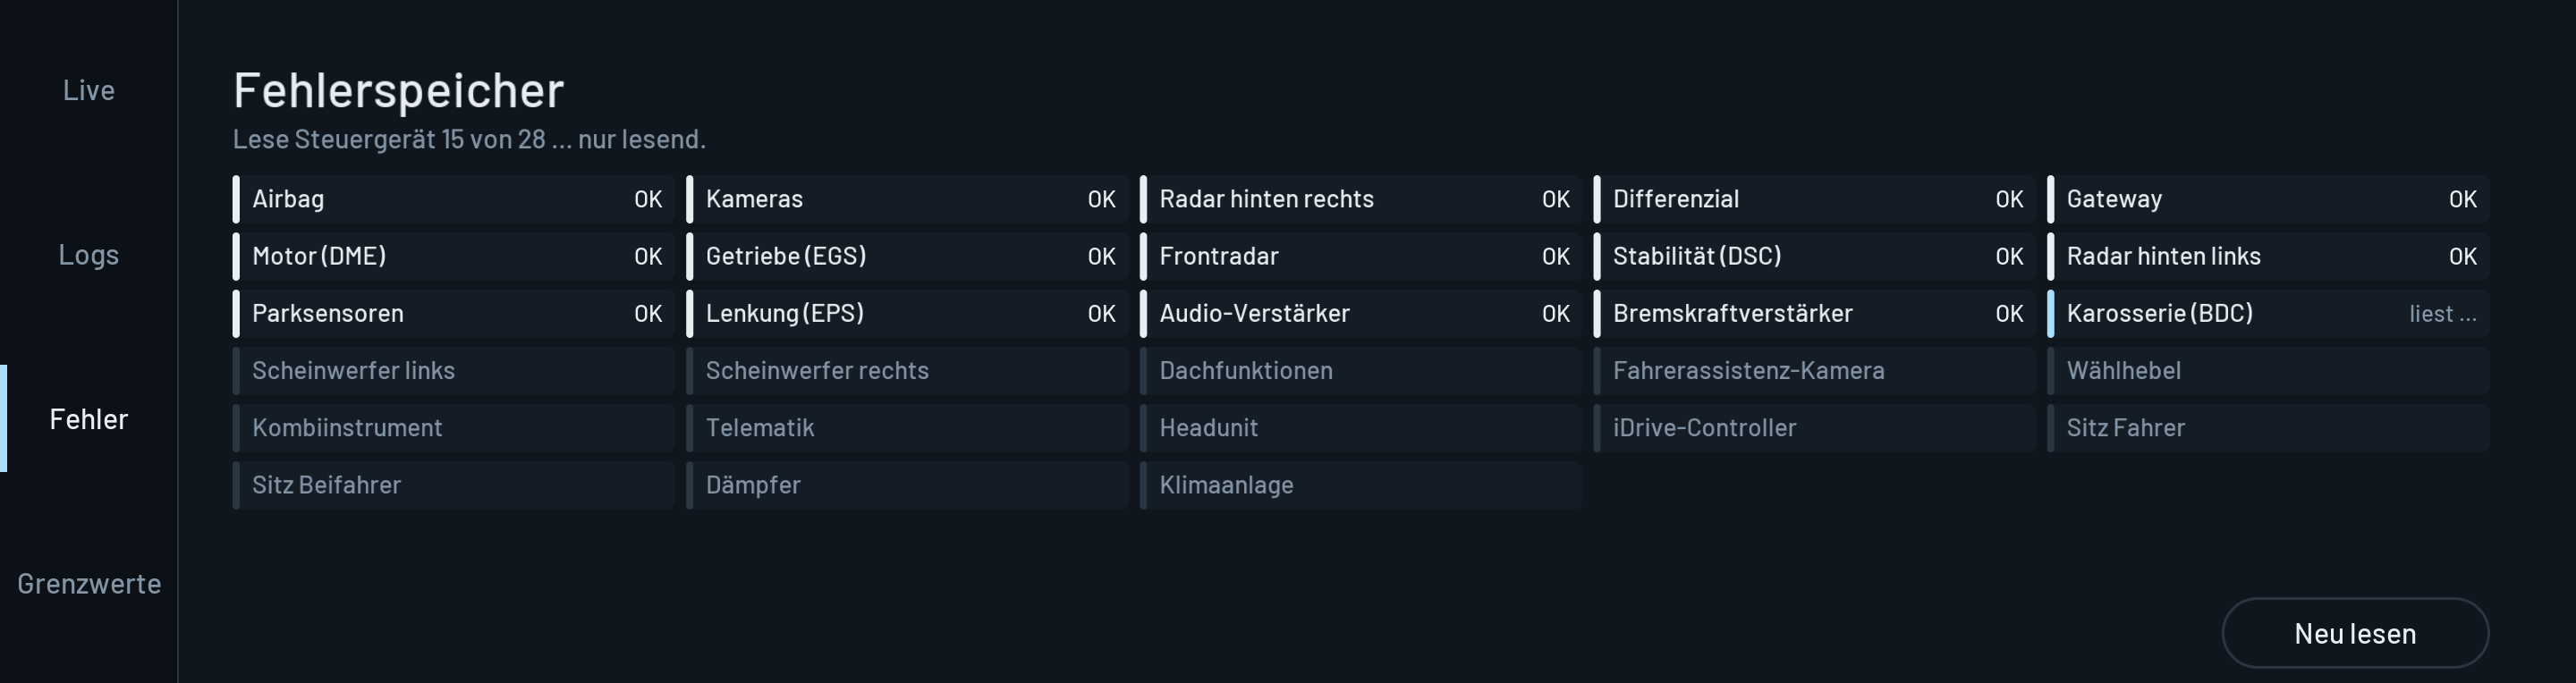 Live
Logs
Fehler
Grenzwerte
Fehlerspeicher
Lese Steuergerät 15 von 28 ... nur lesend.
Airbag OK Kameras OK Radar hinten rechts OK Differenzial OK Gateway OK
Motor (DME) OK Getriebe (EGS) OK Frontradar OK Stabilität (DSC) OK Radar hinten links OK
Parksensoren OK Lenkung (EPS) OK Audio-Verstärker OK Bremskraftverstärker OK Karosserie (BDC) liest ...
Scheinwerfer links Scheinwerfer rechts Dachfunktionen Fahrerassistenz-Kamera Wählhebel
Kombiinstrument Telematik Headunit iDrive-Controller Sitz Fahrer
Sitz Beifahrer Dämpfer Klimaanlage
Neu lesen